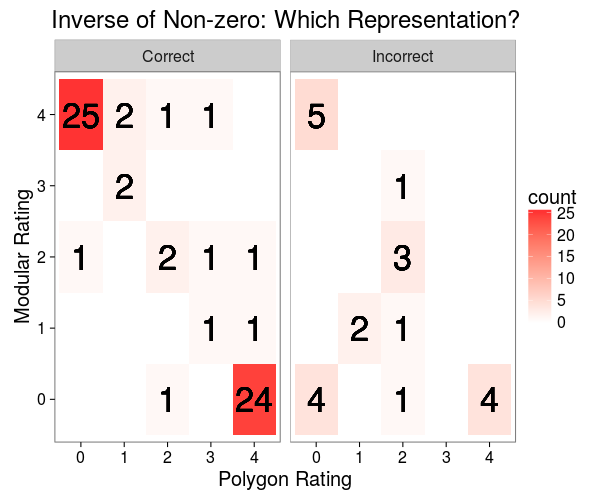 Inverse of Non-zero: Which Representation?
Correct Incorrect
4 25 2 1 1 5
3 2 1
2 1 2 1 1 3
1 1 1 2 1
0 1 24 4 1 4
0 1 2 3 4 0 1 2 3 4
Polygon Rating
Modular Rating
count
25
20
15
10
5
0